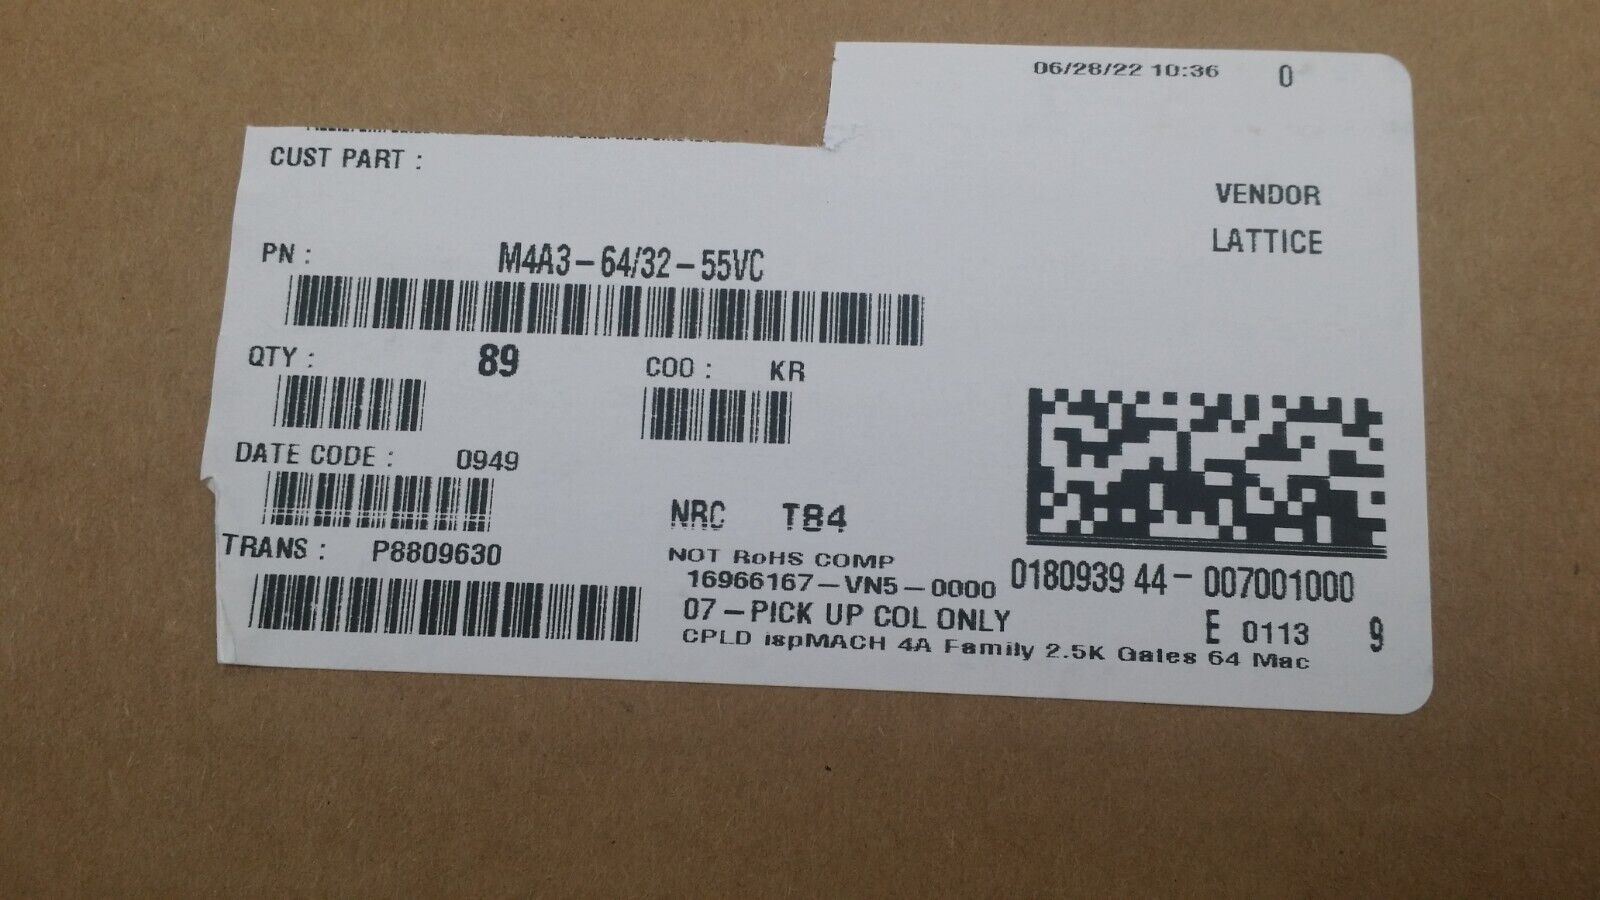 06/28/22 10:36 0
CUST PART :
VENDOR
LATTICE
PN : M4A3-64/32-55VC
QTY : 89 COO : KR
DATE CODE : 0949
NRC T84
TRANS : P8809630
NOT RoHS COMP
16966167-VN5-0000 0180939 44-007001000
07-PICK UP COL ONLY E 0113 9
CPLD ispMACH 4A Family 2.5K Gates 64 Mac